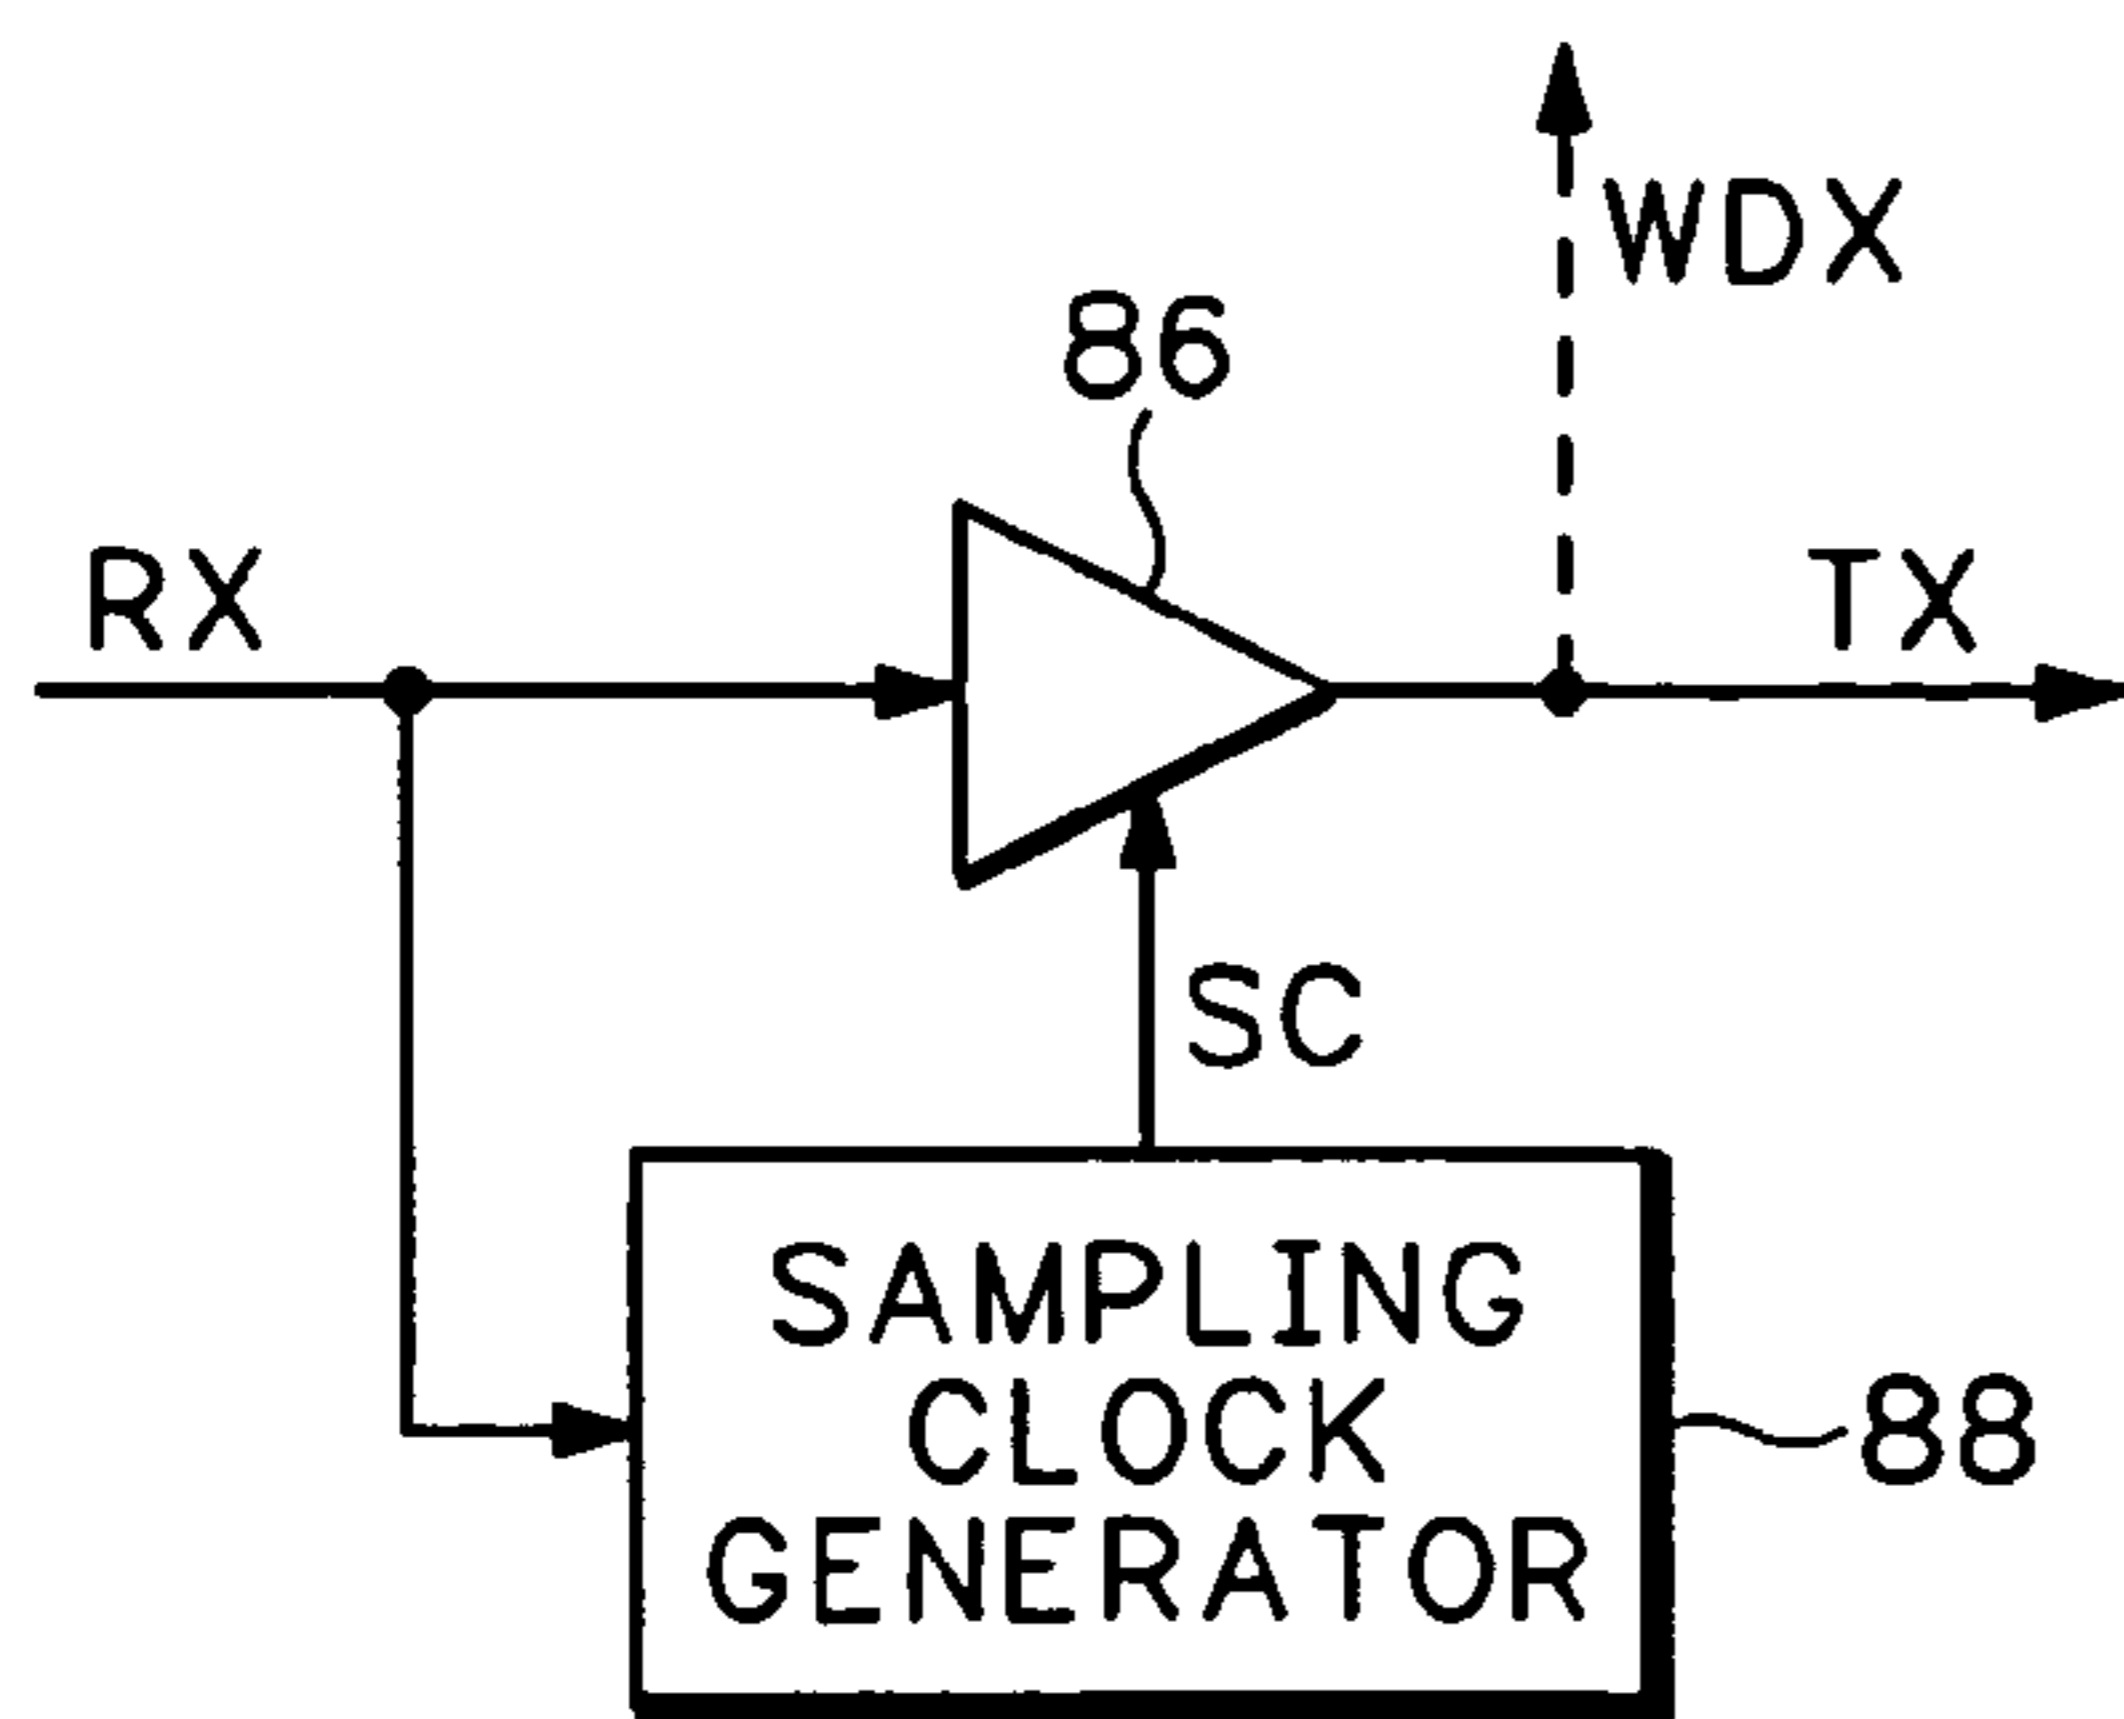 WDX
86
RX
TX
SC
SAMPLING
CLOCK
GENERATOR
88